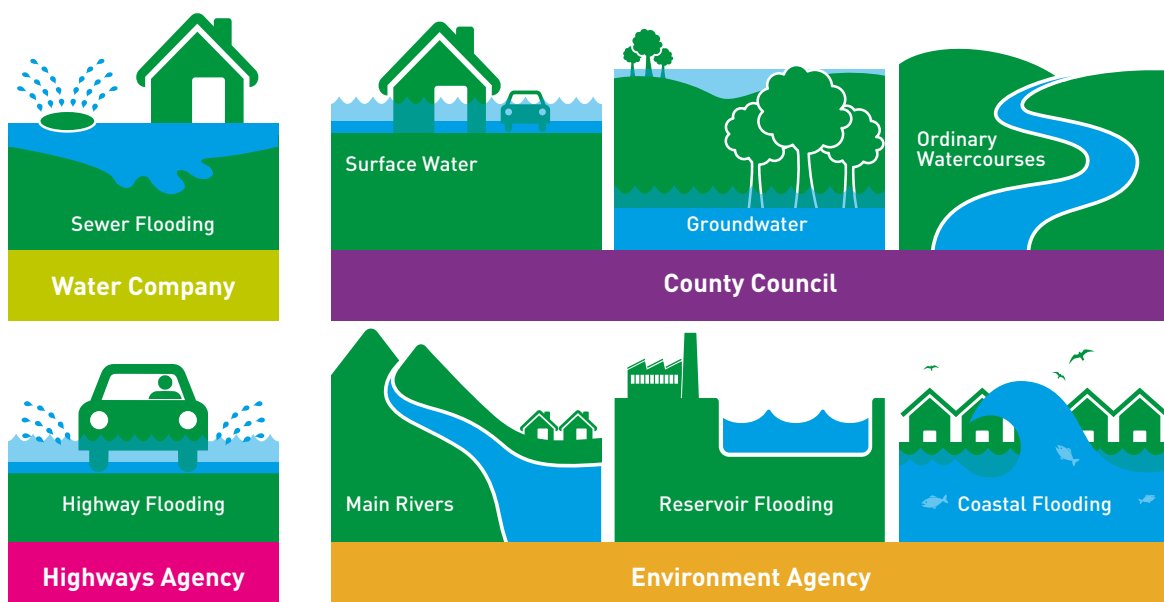 Sewer Flooding
Water Company
Surface Water
Groundwater
Ordinary
Watercourses
County Council
Highway Flooding
Highways Agency
Main Rivers
Reservoir Flooding
Coastal Flooding
Environment Agency